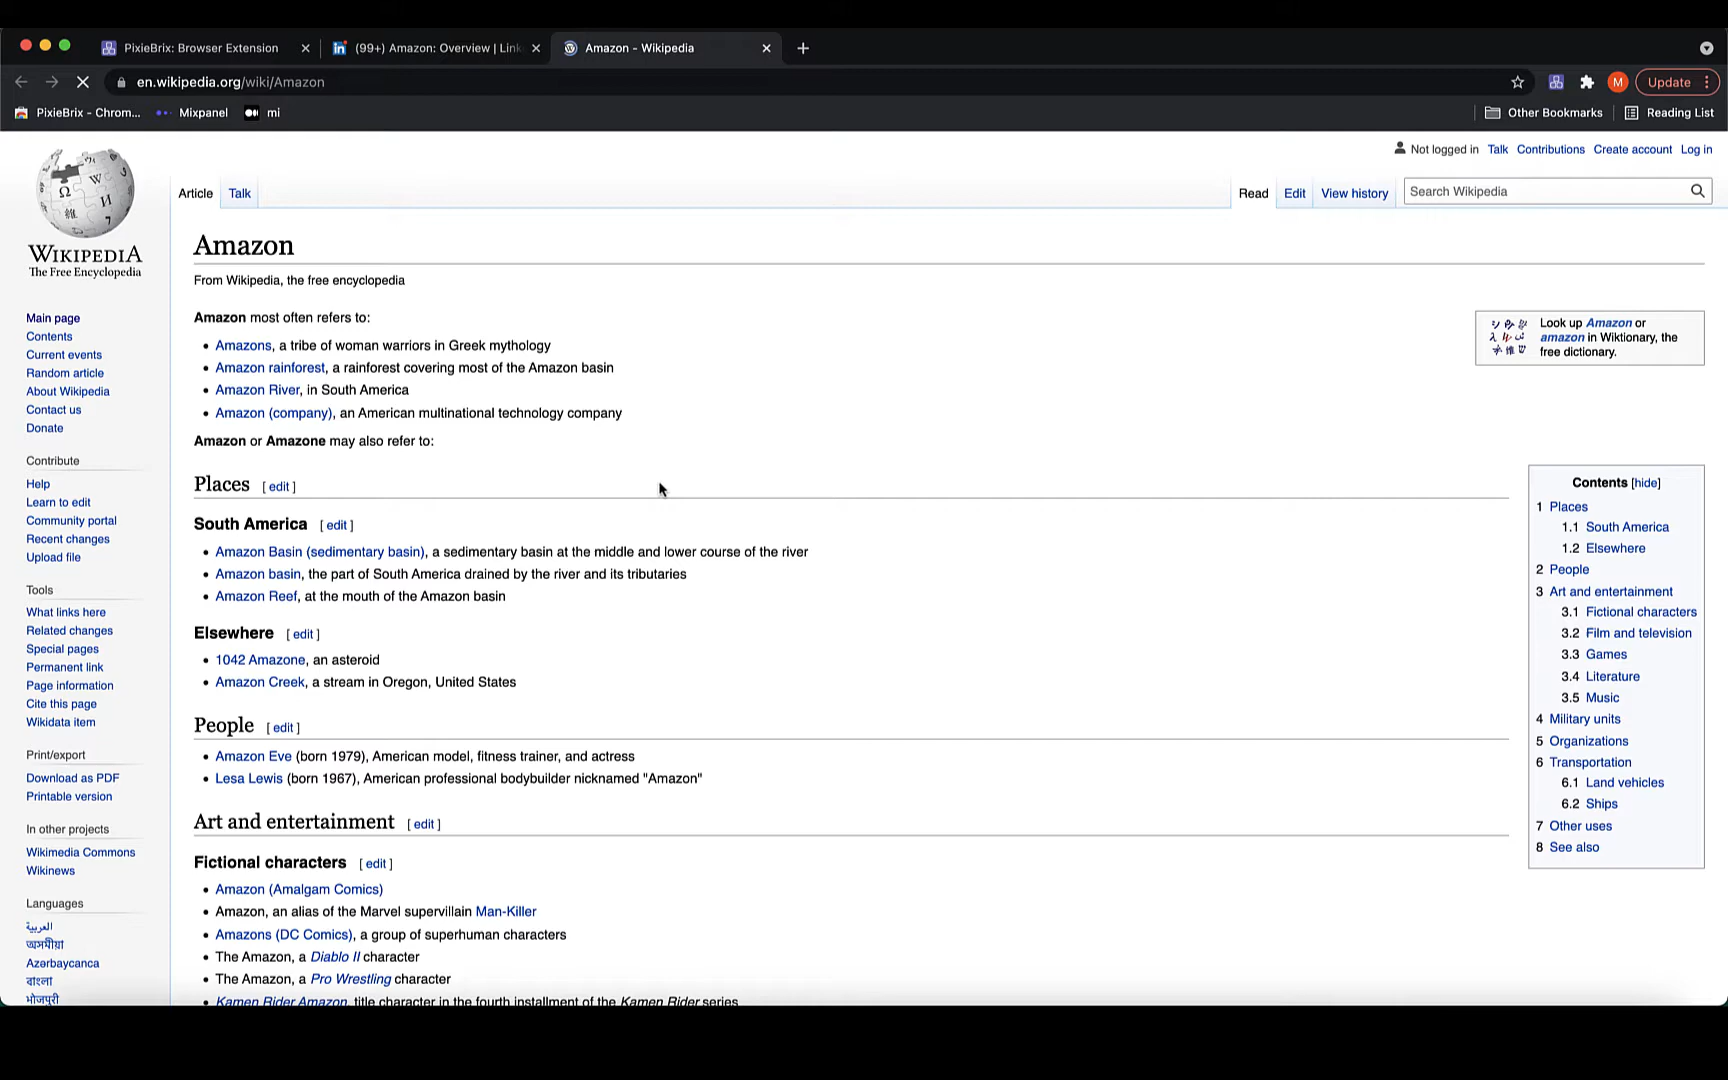 PixieBrix: Browser Extension
(99+) Amazon: Overview | Link
Amazon - Wikipedia
en.wikipedia.org/wiki/Amazon
M
Update
PixieBrix - Chrom...
Mixpanel
mi
Other Bookmarks
Reading List
Not logged in Talk Contributions Create account Log in
Article Talk
Read Edit View history
Search Wikipedia
WIKIPEDIA
The Free Encyclopedia
Main page
Contents
Current events
Random article
About Wikipedia
Contact us
Donate
Contribute
Help
Learn to edit
Community portal
Recent changes
Upload file
Tools
What links here
Related changes
Special pages
Permanent link
Page information
Cite this page
Wikidata item
Print/export
Download as PDF
Printable version
In other projects
Wikimedia Commons
Wikinews
Languages
العربية
অসমীয়া
Azərbaycanca
বাংলা
भोजपुरी
Amazon
From Wikipedia, the free encyclopedia
Amazon most often refers to:
Amazons, a tribe of woman warriors in Greek mythology
Amazon rainforest, a rainforest covering most of the Amazon basin
Amazon River, in South America
Amazon (company), an American multinational technology company
Amazon or Amazone may also refer to:
Look up Amazon or
amazon in Wiktionary, the
free dictionary.
Places [ edit ]
South America [ edit ]
Amazon Basin (sedimentary basin), a sedimentary basin at the middle and lower course of the river
Amazon basin, the part of South America drained by the river and its tributaries
Amazon Reef, at the mouth of the Amazon basin
Elsewhere [ edit ]
1042 Amazone, an asteroid
Amazon Creek, a stream in Oregon, United States
People [ edit ]
Amazon Eve (born 1979), American model, fitness trainer, and actress
Lesa Lewis (born 1967), American professional bodybuilder nicknamed "Amazon"
Art and entertainment [ edit ]
Fictional characters [ edit ]
Amazon (Amalgam Comics)
Amazon, an alias of the Marvel supervillain Man-Killer
Amazons (DC Comics), a group of superhuman characters
The Amazon, a Diablo II character
The Amazon, a Pro Wrestling character
Kamen Rider Amazon, title character in the fourth installment of the Kamen Rider series
Contents [hide]
1 Places
1.1 South America
1.2 Elsewhere
2 People
3 Art and entertainment
3.1 Fictional characters
3.2 Film and television
3.3 Games
3.4 Literature
3.5 Music
4 Military units
5 Organizations
6 Transportation
6.1 Land vehicles
6.2 Ships
7 Other uses
8 See also